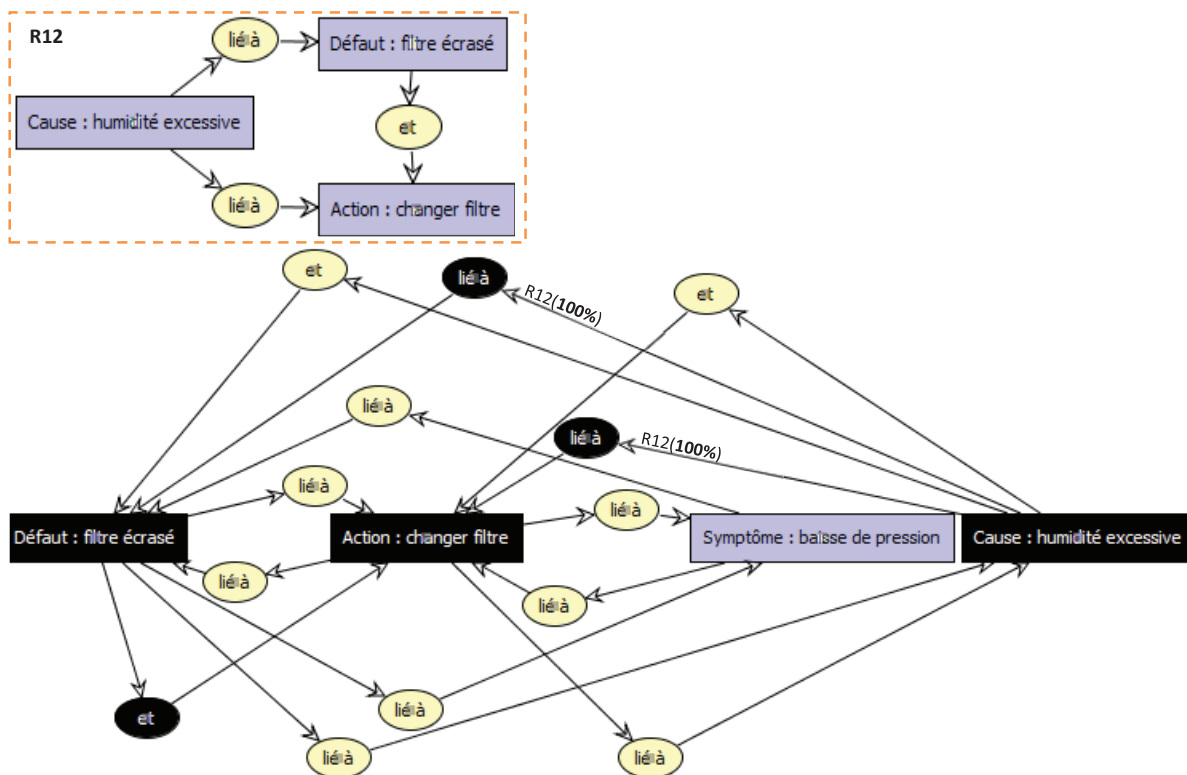 R12
lié à
Défaut : filtre écrasé
Cause : humidité excessive
et
lié à
Action : changer filtre
et
lié à
R12(100%)
et
lié à
lié à
R12(100%)
lié à
lié à
Défaut : filtre écrasé
Action : changer filtre
Symptôme : baisse de pression
Cause : humidité excessive
lié à
lié à
et
lié à
lié à
lié à